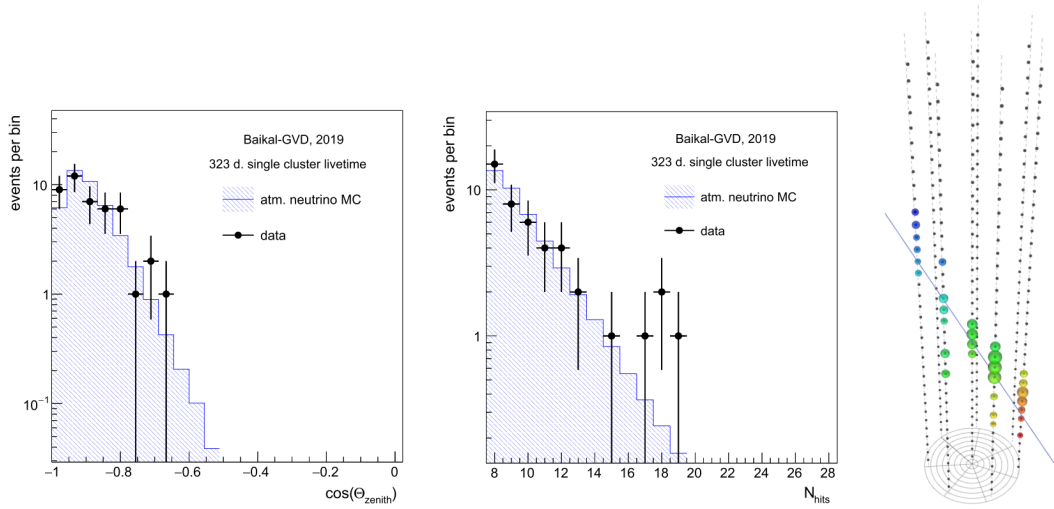 events per bin
10
1
10⁻¹
Baikal-GVD, 2019
323 d. single cluster livetime
atm. neutrino MC
data
−1 −0.8 −0.6 −0.4 −0.2 0
cos(Θzenith)
events per bin
10
1
Baikal-GVD, 2019
323 d. single cluster livetime
atm. neutrino MC
data
8 10 12 14 16 18 20 22 24 26 28
Nhits